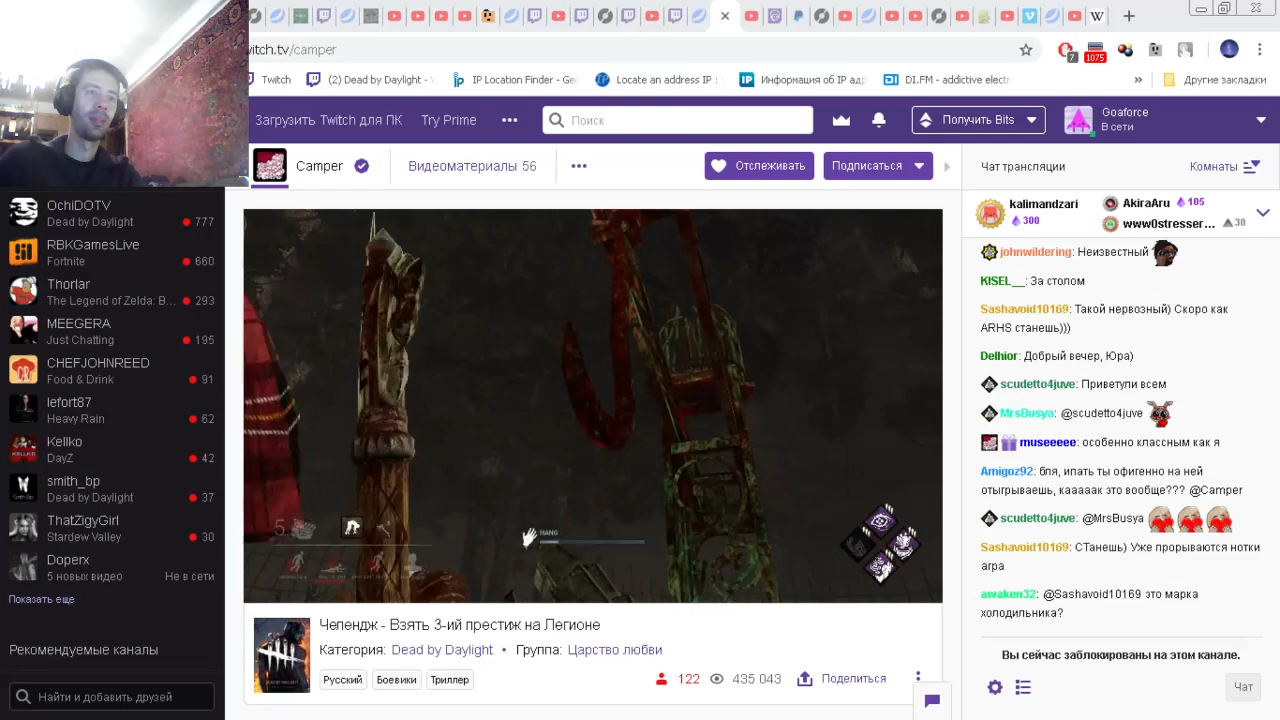 itch.tv/camper
7
1075
Twitch
(2) Dead by Daylight - 
IP Location Finder - Ge
Locate an address IP :
Информация об IP адр
DI.FM - addictive electr
»
Другие закладки
Загрузить Twitch для ПК
Try Prime
Поиск
Получить Bits
Goaforce
В сети
Camper
Видеоматериалы 56
Отслеживать
Подписаться
Чат трансляции
Комнаты
OchiDOTV
Dead by Daylight 777
RBKGamesLive
Fortnite 660
Thorlar
The Legend of Zelda: B... 293
MEEGERA
Just Chatting 195
CHEFJOHNREED
Food & Drink 91
lefort87
Heavy Rain 62
Kellko
DayZ 42
smith_bp
Dead by Daylight 37
ThatZigyGirl
Stardew Valley 30
Doperx
5 новых видео Не в сети
Показать еще
Рекомендуемые каналы
Найти и добавить друзей
5
HANG
Челендж - Взять 3-ий престиж на Легионе
Категория: Dead by Daylight • Группа: Царство любви
Русский Боевики Триллер
122 435 043 Поделиться
kalimandzari
300
AkiraAru 105
www0stresser... 30
johnwildering: Неизвестный
KISEL__: За столом
Sashavoid10169: Такой нервозный) Скоро как
ARHS станешь)))
Delhior: Добрый вечер, Юра)
scudetto4juve: Приветули всем
MrsBusya: @scudetto4juve
museeeee: особенно классным как я
Amigoz92: бля, ипать ты офигенно на ней
отыгрываешь, каааааk это вообще??? @Camper
scudetto4juve: @MrsBusya
Sashavoid10169: СТанешь) Уже прорываются нотки
агра
awaken32: @Sashavoid10169 это марка
холодильника?
Вы сейчас заблокированы на этом канале.
Чат